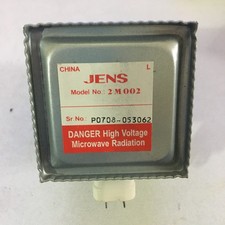 CHINA L
JENS
Model No.: 2M002
Sr.No: P0708-053062
DANGER High Voltage
Microwave Radiation